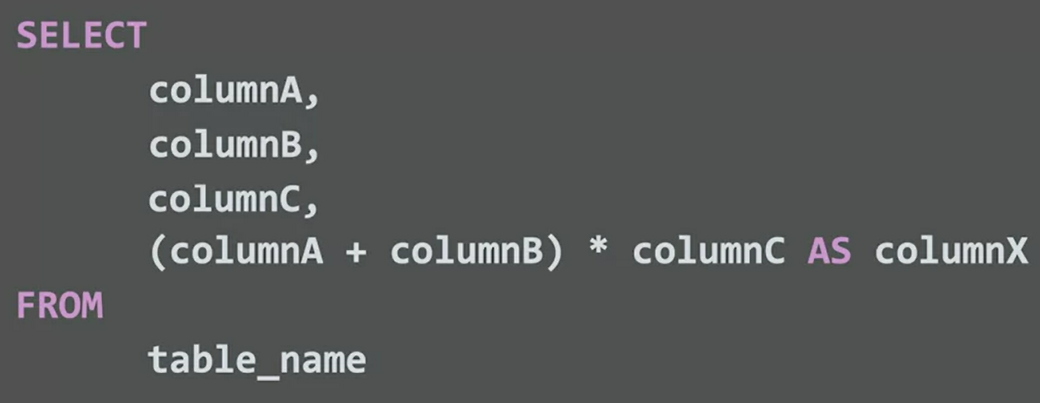 SELECT
columnA,
columnB,
columnC,
(columnA + columnB) * columnC AS columnX
FROM
table_name